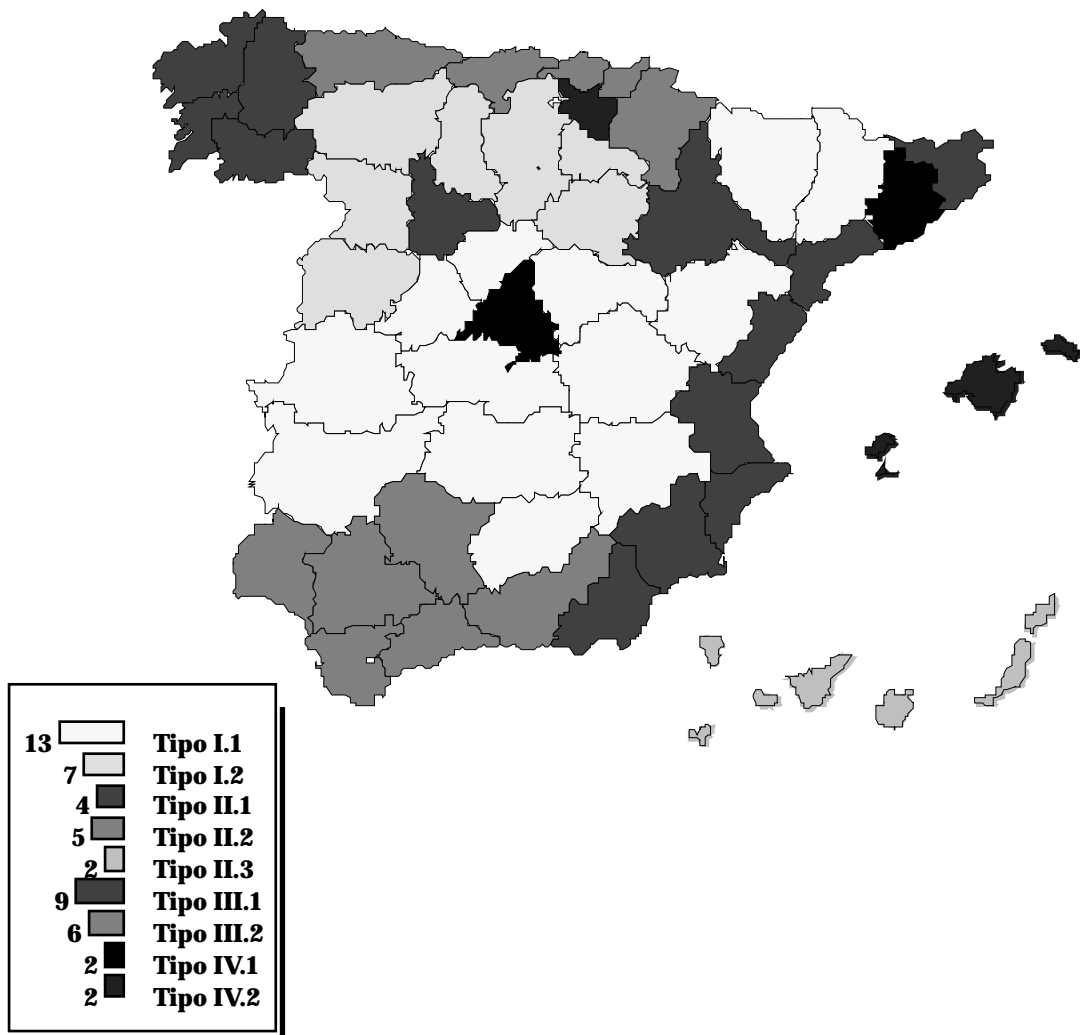 13 Tipo I.1
7 Tipo I.2
4 Tipo II.1
5 Tipo II.2
2 Tipo II.3
9 Tipo III.1
6 Tipo III.2
2 Tipo IV.1
2 Tipo IV.2